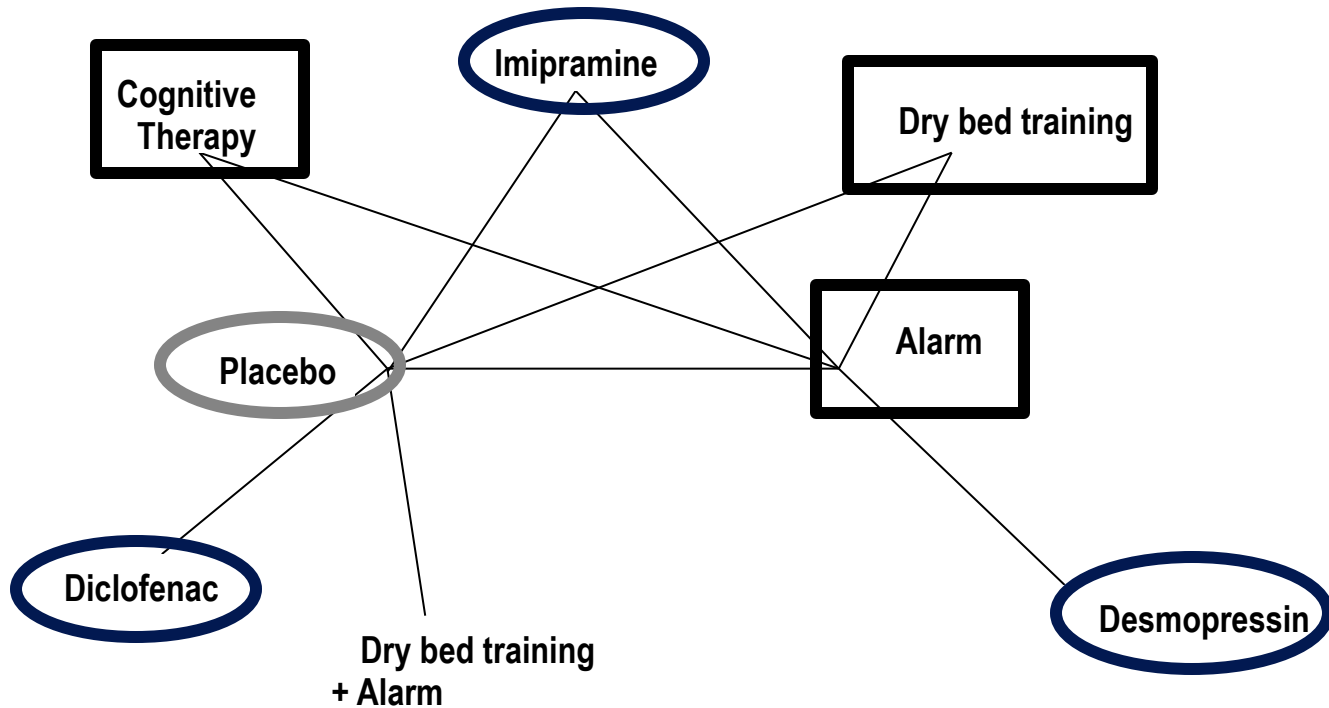 Cognitive
Therapy
Imipramine
Dry bed training
Placebo
Alarm
Diclofenac
Dry bed training
+ Alarm
Desmopressin